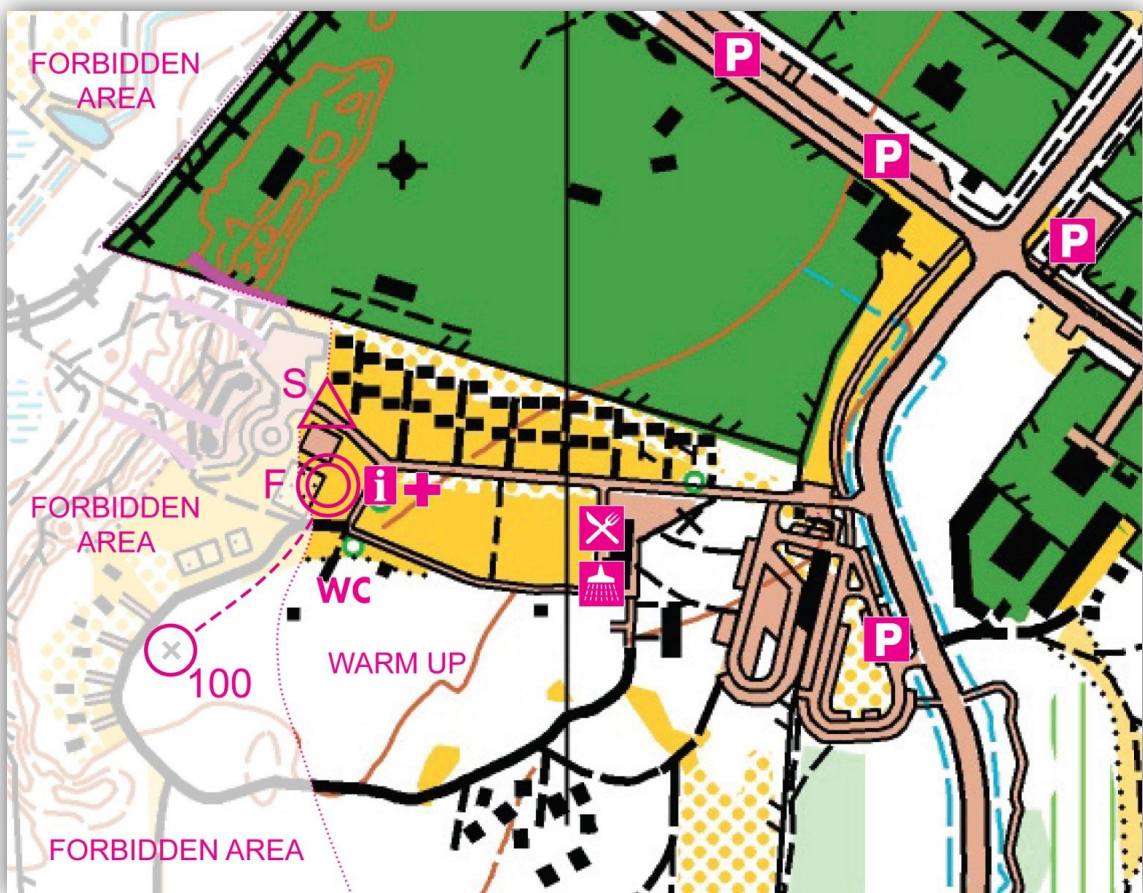 FORBIDDEN
AREA
P
P
P
S
F
i
FORBIDDEN
AREA
WC
100
WARM UP
P
FORBIDDEN AREA